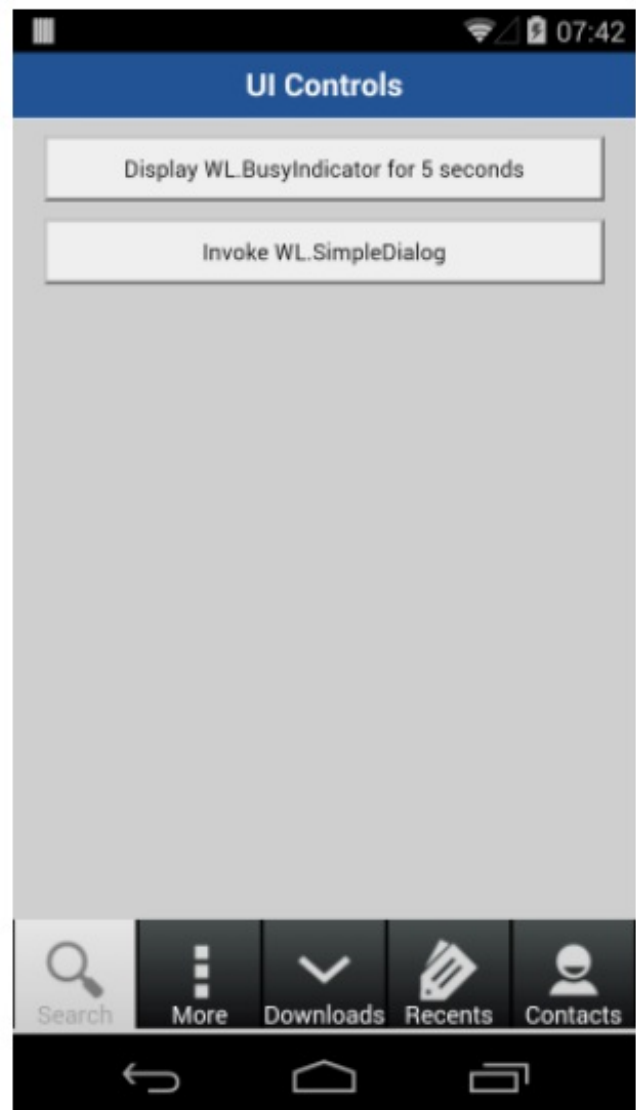 07:42
UI Controls
Display WL.BusyIndicator for 5 seconds
Invoke WL.SimpleDialog
Search More Downloads Recents Contacts